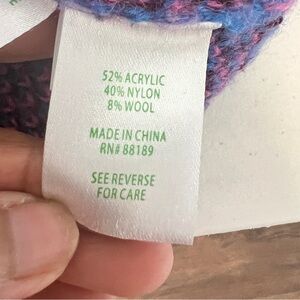 52% ACRYLIC
40% NYLON
8% WOOL
MADE IN CHINA
RN# 88189
SEE REVERSE
FOR CARE